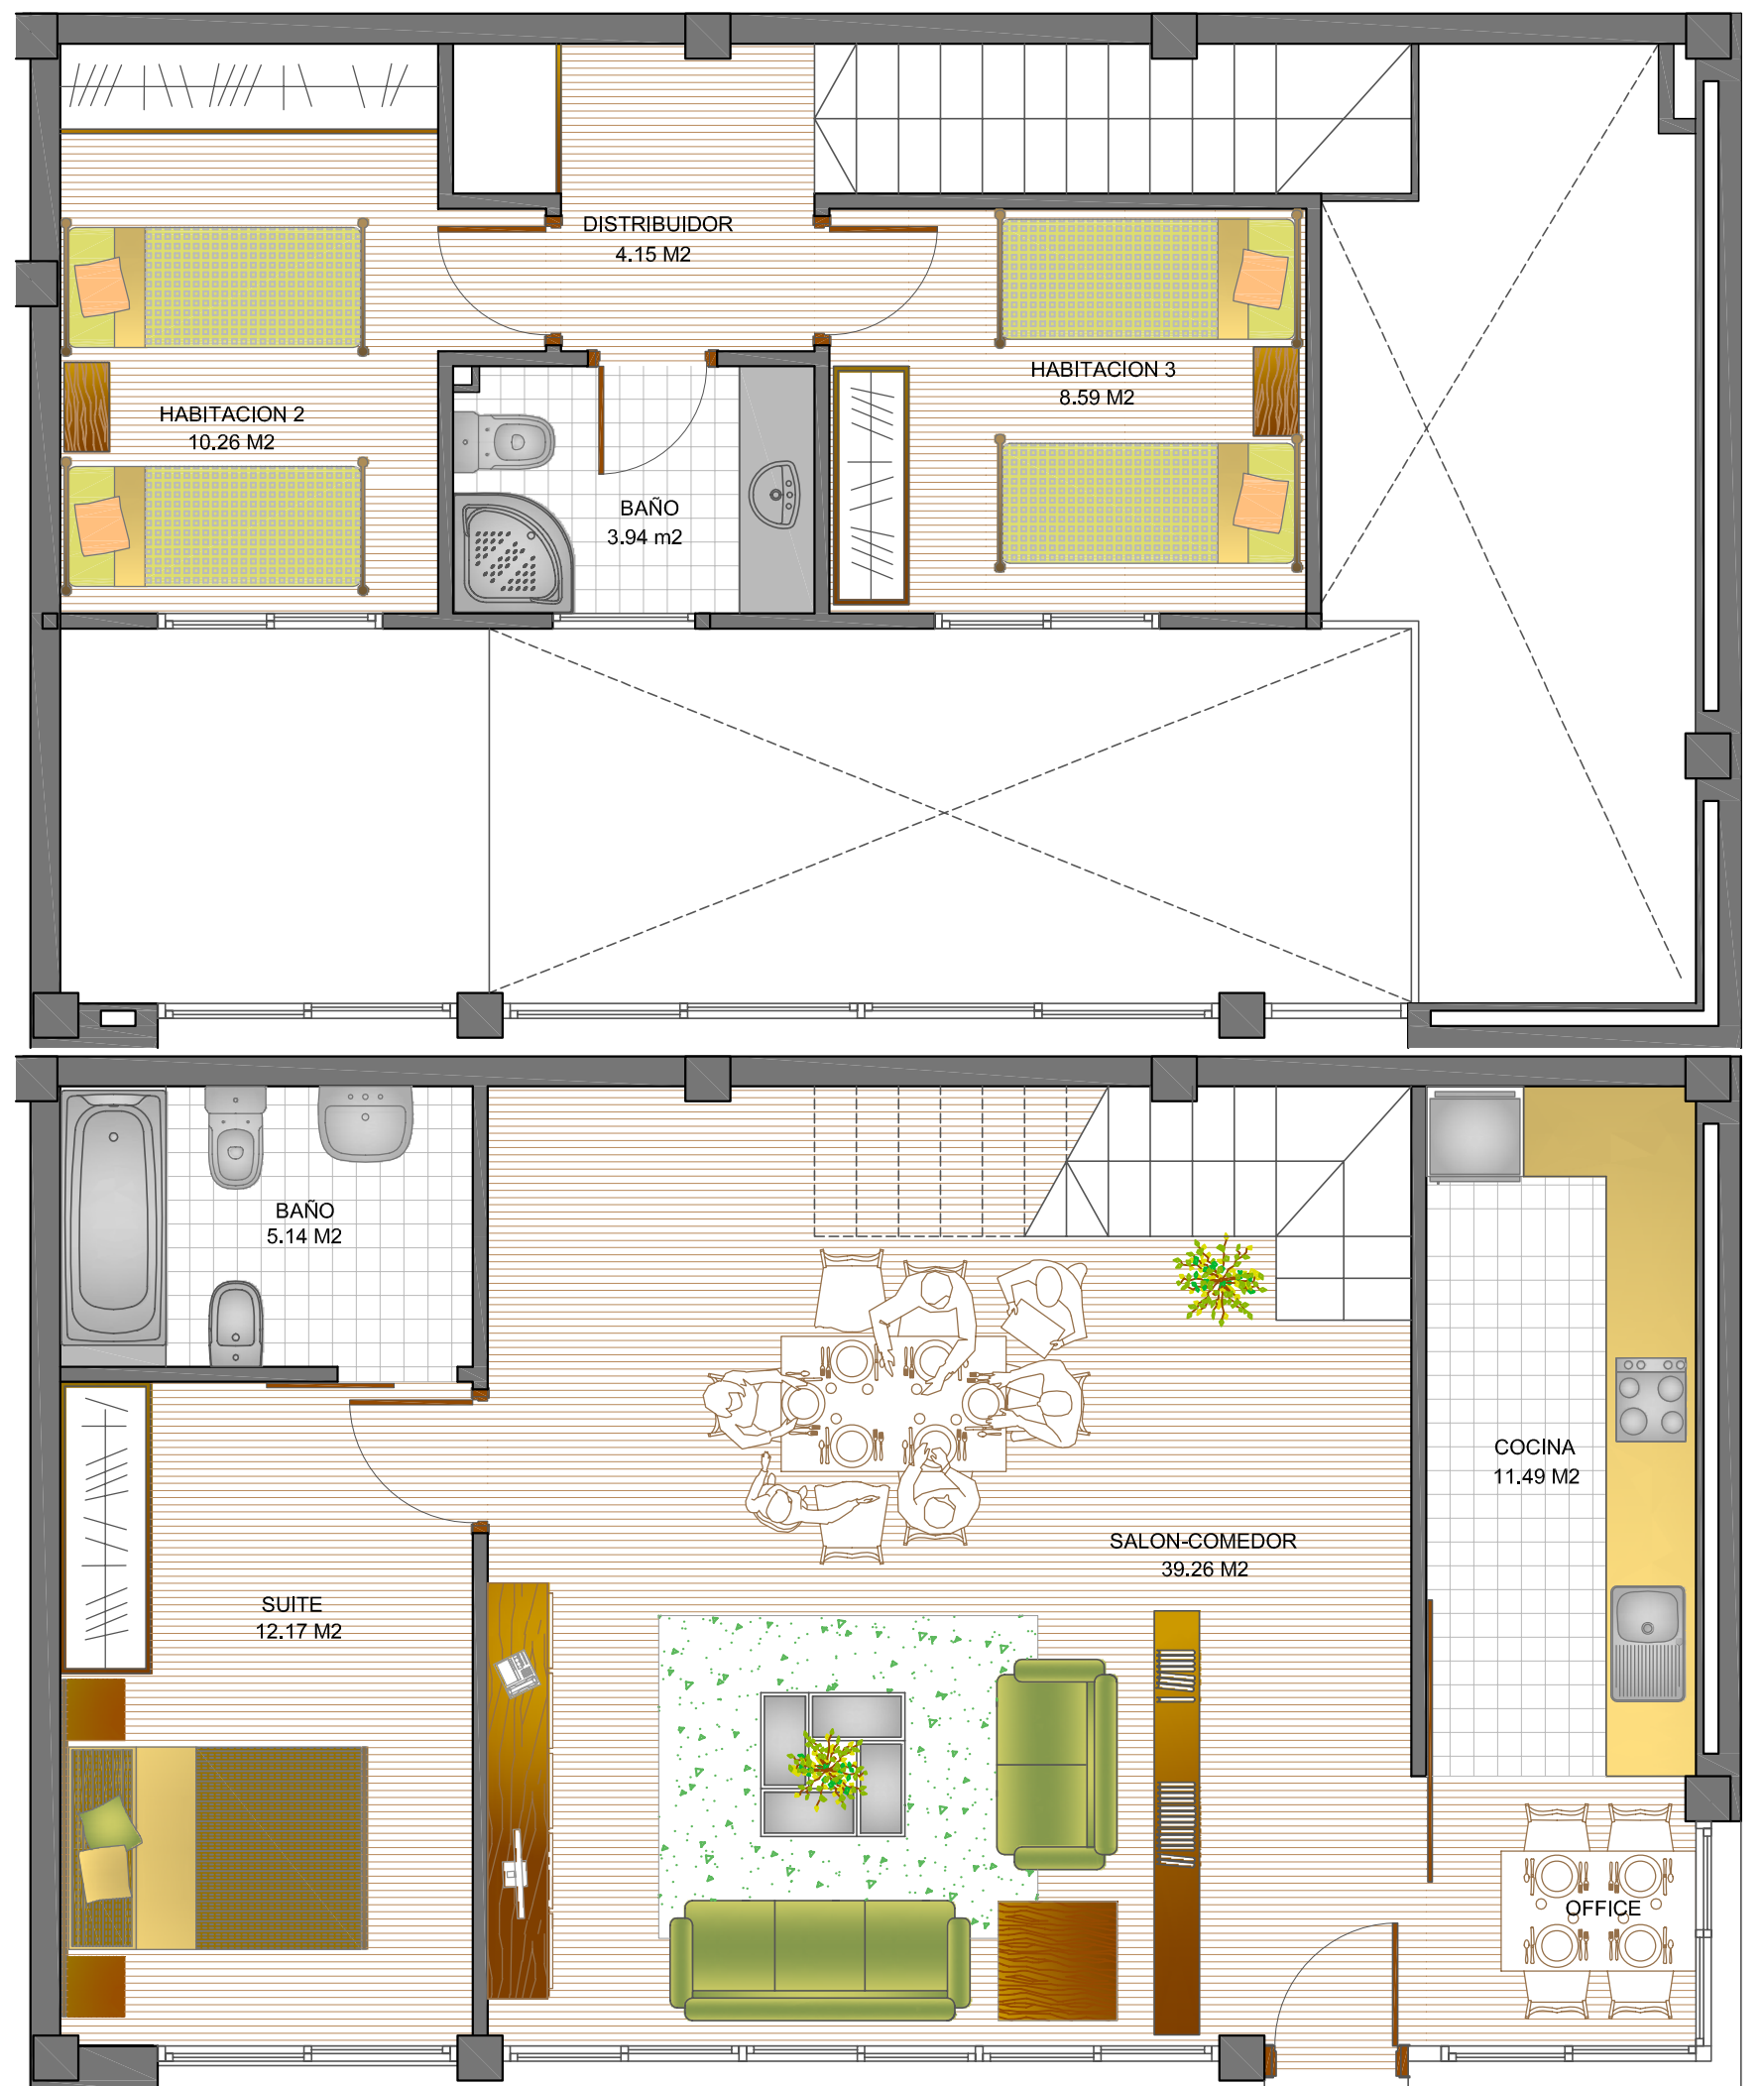 DISTRIBUIDOR
4.15 M2
HABITACION 3
8.59 M2
HABITACION 2
10.26 M2
BAÑO
3.94 m2
BAÑO
5.14 M2
COCINA
11.49 M2
SALON-COMEDOR
39.26 M2
SUITE
12.17 M2
OFFICE